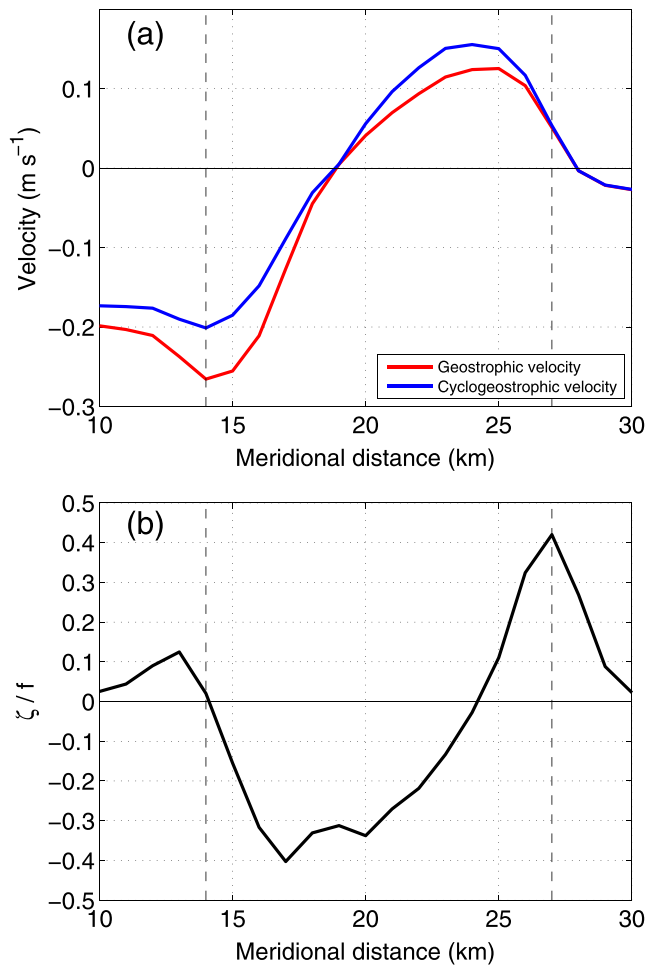 (a)
0.1
0
−0.1
−0.2
−0.3
Velocity (m s⁻¹)
Geostrophic velocity
Cyclogeostrophic velocity
10 15 20 25 30
Meridional distance (km)
(b)
0.5
0.4
0.3
0.2
0.1
0
−0.1
−0.2
−0.3
−0.4
−0.5
ζ / f
10 15 20 25 30
Meridional distance (km)